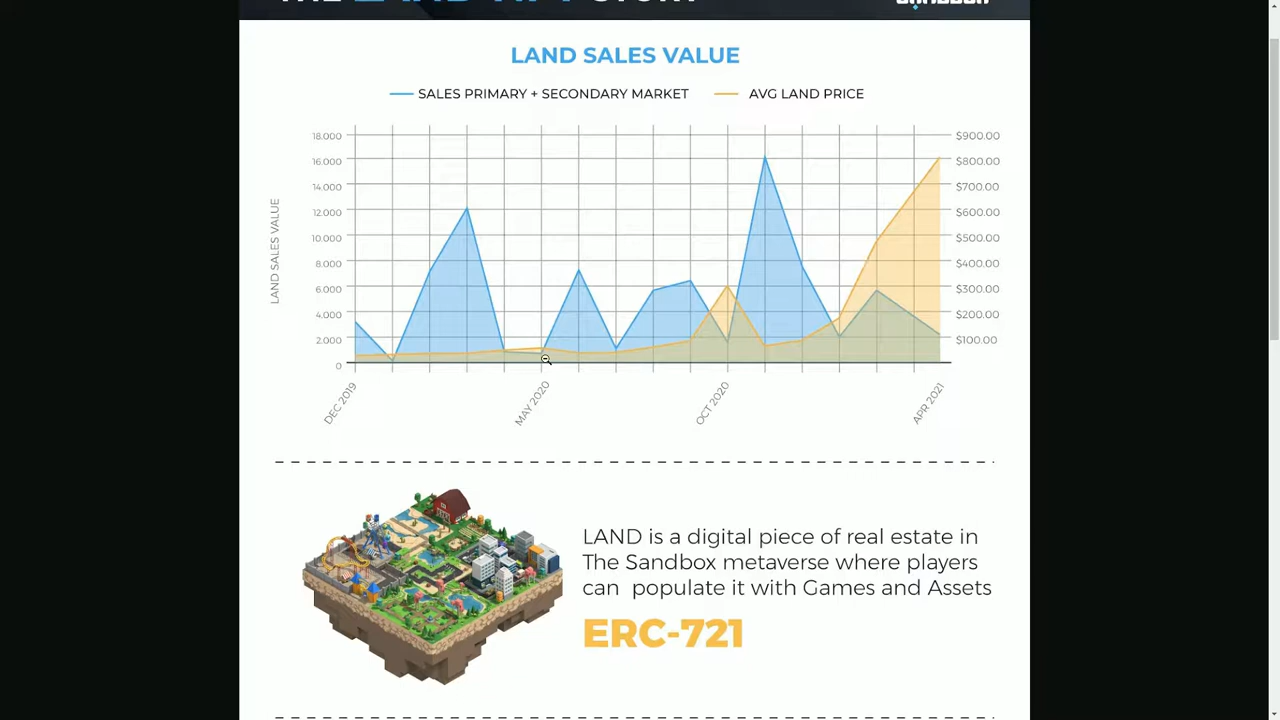 LAND SALES VALUE
SALES PRIMARY + SECONDARY MARKET
AVG LAND PRICE
18.000
16.000
14.000
12.000
10.000
8.000
6.000
4.000
2.000
0
LAND SALES VALUE
$900.00
$800.00
$700.00
$600.00
$500.00
$400.00
$300.00
$200.00
$100.00
DEC 2019
MAY 2020
OCT 2020
APR 2021
LAND is a digital piece of real estate in
The Sandbox metaverse where players
can populate it with Games and Assets
ERC-721